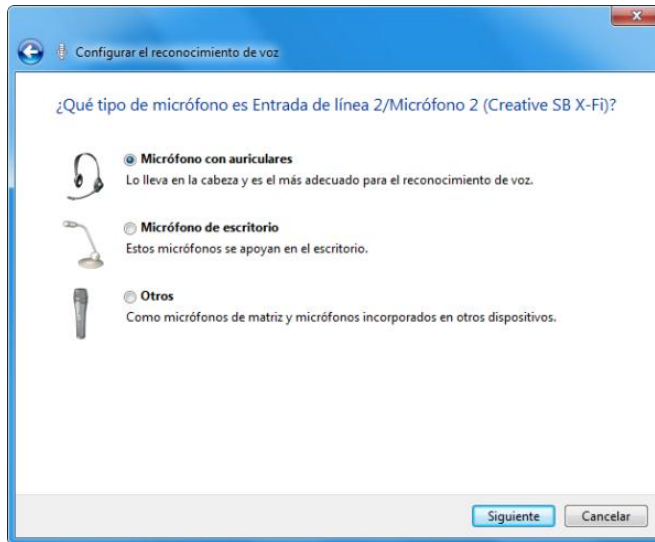 Configurar el reconocimiento de voz
¿Qué tipo de micrófono es Entrada de línea 2/Micrófono 2 (Creative SB X-Fi)?
Micrófono con auriculares
Lo lleva en la cabeza y es el más adecuado para el reconocimiento de voz.
Micrófono de escritorio
Estos micrófonos se apoyan en el escritorio.
Otros
Como micrófonos de matriz y micrófonos incorporados en otros dispositivos.
Siguiente Cancelar